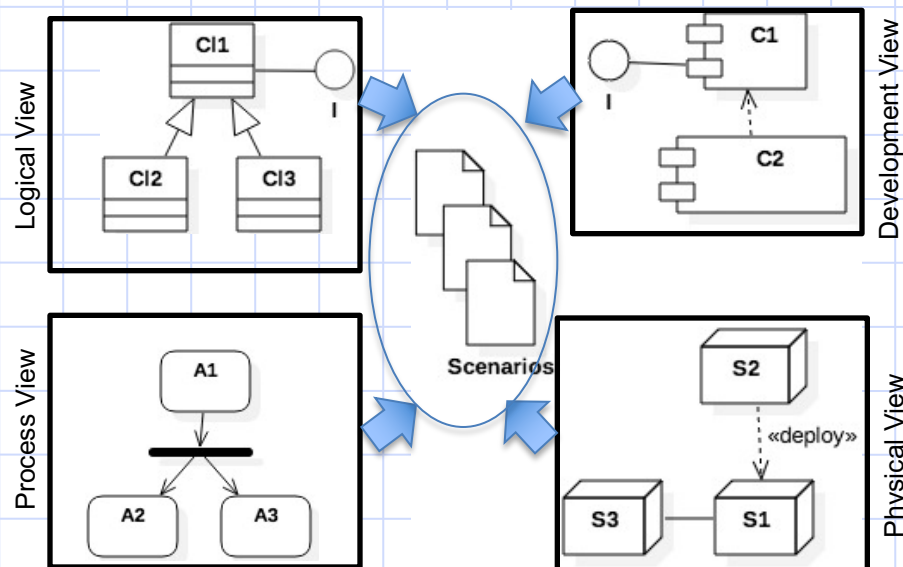 Logical View
Cl1
I
Cl2
Cl3
Development View
C1
I
C2
Scenarios
Process View
A1
A2
A3
Physical View
S2
«deploy»
S3
S1